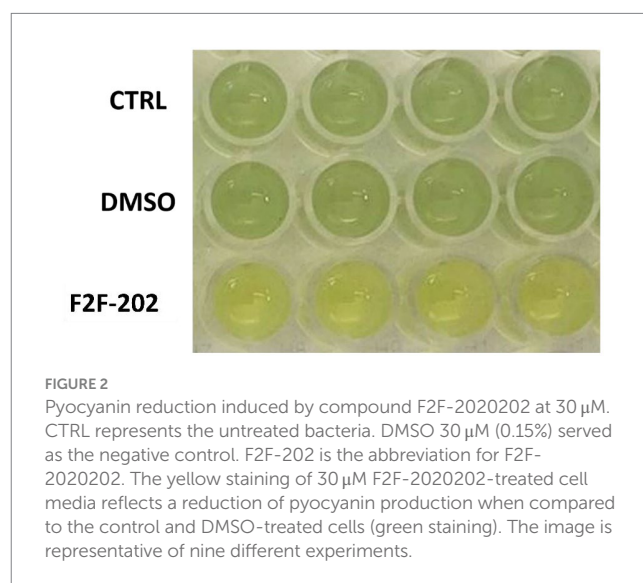 CTRL
DMSO
F2F-202
FIGURE 2
Pyocyanin reduction induced by compound F2F-2020202 at 30 μM.
CTRL represents the untreated bacteria. DMSO 30 μM (0.15%) served
as the negative control. F2F-202 is the abbreviation for F2F-
2020202. The yellow staining of 30 μM F2F-2020202-treated cell
media reflects a reduction of pyocyanin production when compared
to the control and DMSO-treated cells (green staining). The image is
representative of nine different experiments.